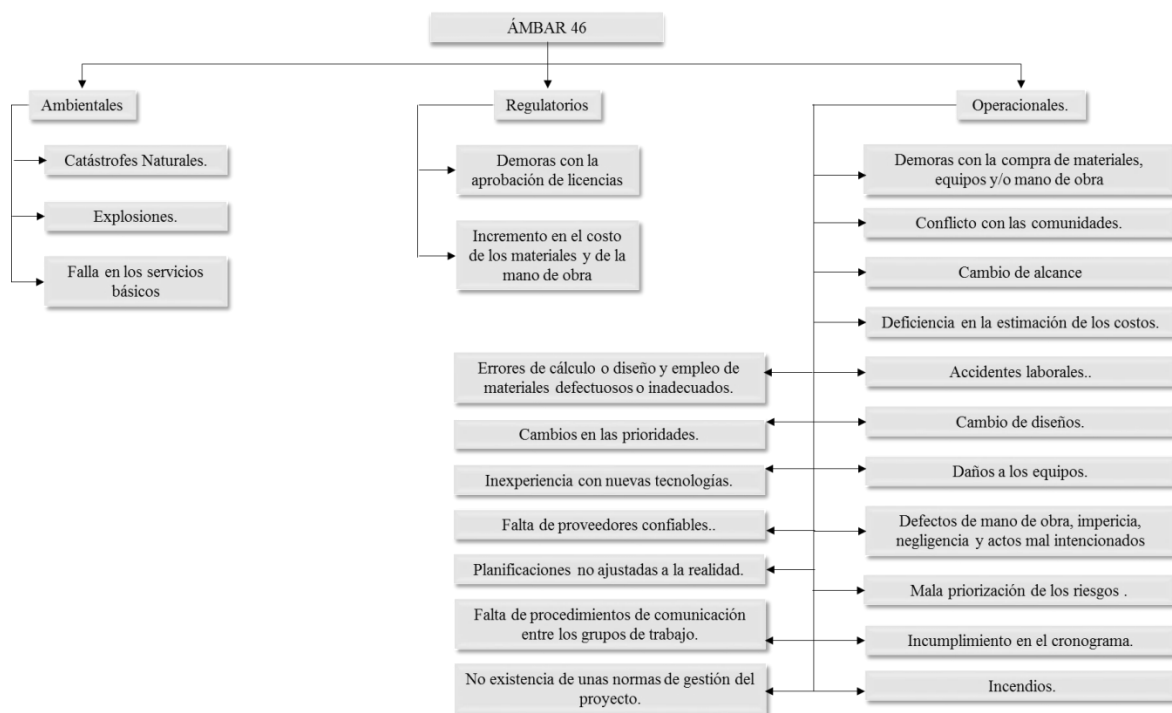 ÁMBAR 46
Ambientales
Catástrofes Naturales.
Explosiones.
Falla en los servicios
básicos
Regulatorios
Demoras con la
aprobación de licencias
Incremento en el costo
de los materiales y de la
mano de obra
Operacionales.
Demoras con la compra de materiales,
equipos y/o mano de obra
Conflicto con las comunidades.
Cambio de alcance
Deficiencia en la estimación de los costos.
Accidentes laborales..
Cambio de diseños.
Daños a los equipos.
Defectos de mano de obra, impericia,
negligencia y actos mal intencionados
Mala priorización de los riesgos .
Incumplimiento en el cronograma.
Incendios.
Errores de cálculo o diseño y empleo de
materiales defectuosos o inadecuados.
Cambios en las prioridades.
Inexperiencia con nuevas tecnologías.
Falta de proveedores confiables..
Planificaciones no ajustadas a la realidad.
Falta de procedimientos de comunicación
entre los grupos de trabajo.
No existencia de unas normas de gestión del
proyecto.